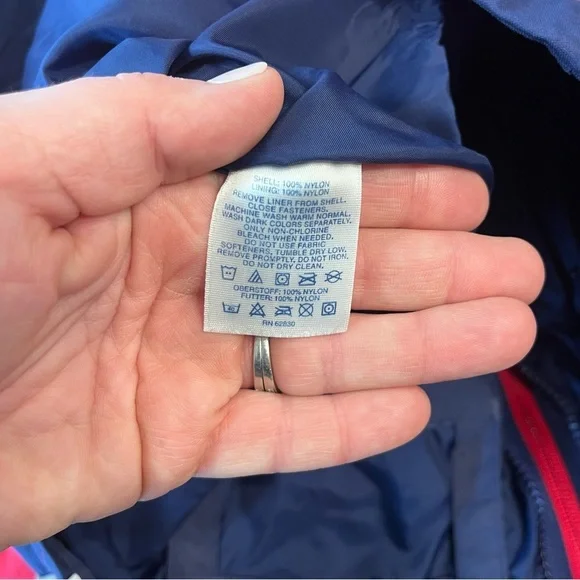 SHELL: 100% NYLON
LINING: 100% NYLON
REMOVE LINER FROM SHELL.
CLOSE FASTENERS.
MACHINE WASH WARM NORMAL.
WASH DARK COLORS SEPARATELY.
ONLY NON-CHLORINE
BLEACH WHEN NEEDED.
DO NOT USE FABRIC
SOFTENERS, TUMBLE DRY LOW.
REMOVE PROMPTLY. DO NOT IRON.
DO NOT DRY CLEAN.
OBERSTOFF: 100% NYLON
FUTTER: 100% NYLON
40
RN 62830